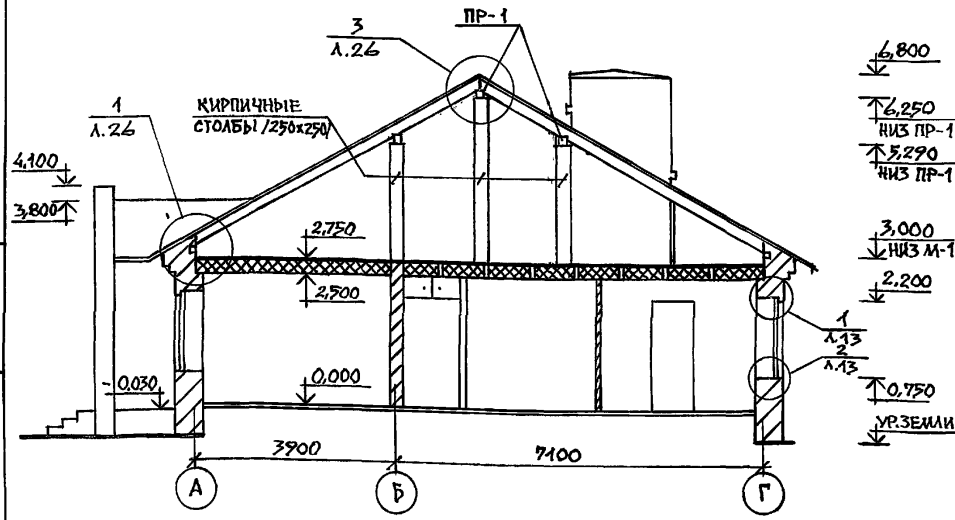 ПР-1
3
Л.26
1
Л.26
КИРПИЧНЫЕ
СТОЛБЫ /250х250/
4,100
3,800
6,800
6,250
НИЗ ПР-1
5,290
НИЗ ПР-1
2,750
3,000
НИЗ М-1
2,500
2,200
1
Л.13
2
Л.13
0,030
0,000
0,750
УР.ЗЕМЛИ
3900
7100
А
Б
Г